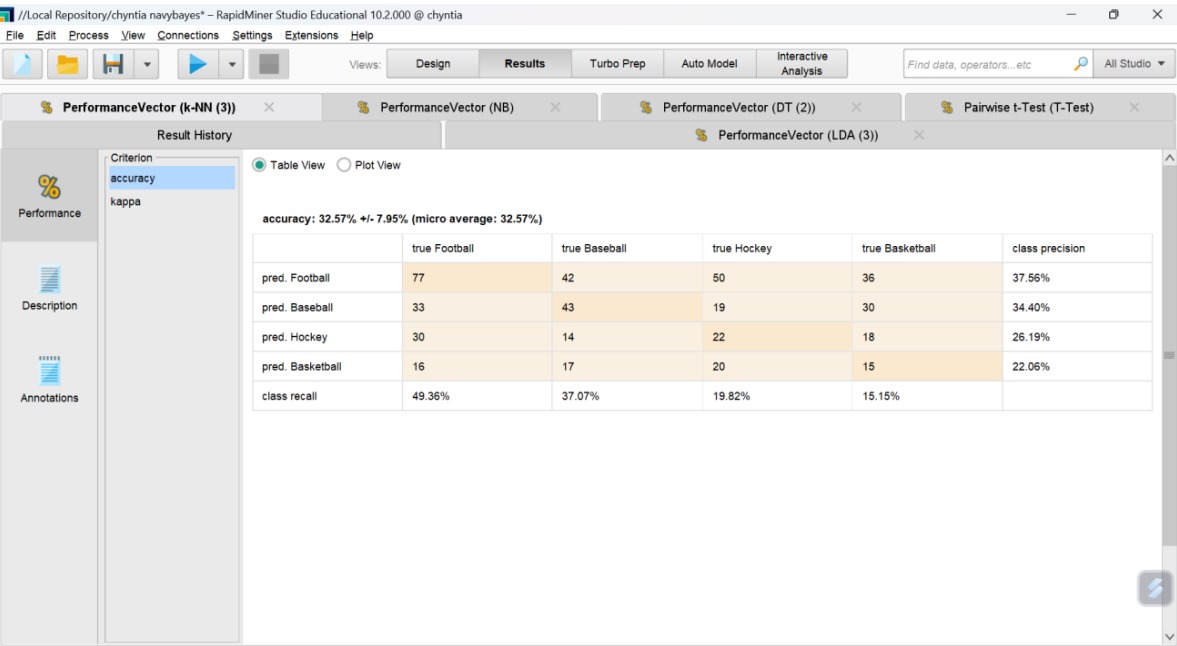 //Local Repository/chyntia navybayes* – RapidMiner Studio Educational 10.2.000 @ chyntia
File Edit Process View Connections Settings Extensions Help
Views: Design Results Turbo Prep Auto Model Interactive Analysis Find data, operators...etc All Studio
PerformanceVector (k-NN (3)) PerformanceVector (NB) PerformanceVector (DT (2)) Pairwise t-Test (T-Test)
Result History PerformanceVector (LDA (3))
Performance
Description
Annotations
Criterion
accuracy
kappa
Table View Plot View
accuracy: 32.57% +/- 7.95% (micro average: 32.57%)
true Football true Baseball true Hockey true Basketball class precision
pred. Football 77 42 50 36 37.56%
pred. Baseball 33 43 19 30 34.40%
pred. Hockey 30 14 22 18 26.19%
pred. Basketball 16 17 20 15 22.06%
class recall 49.36% 37.07% 19.82% 15.15%